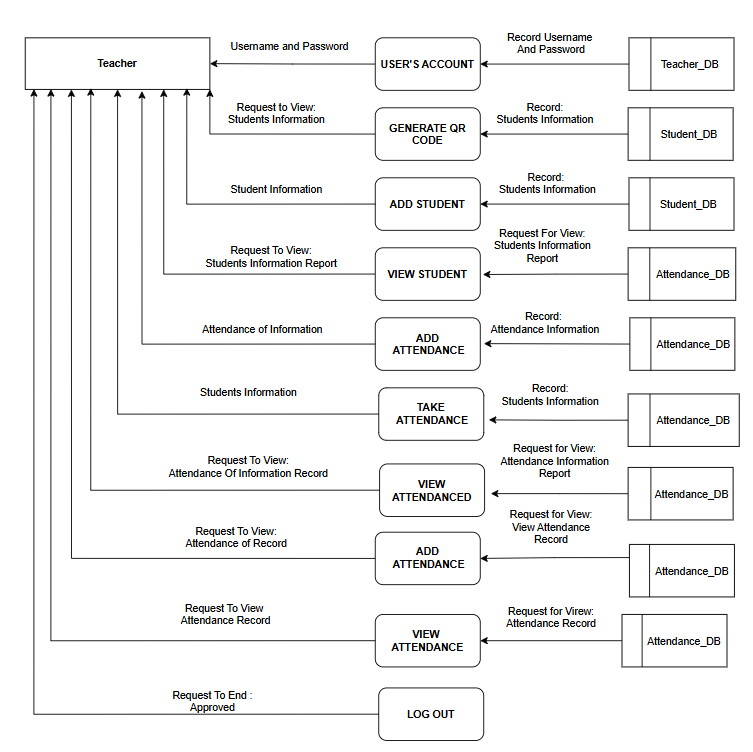 Teacher
Username and Password
USER'S ACCOUNT
Record Username
And Password
Teacher_DB
Request to View:
Students Information
GENERATE QR
CODE
Record:
Students Information
Student_DB
Student Information
ADD STUDENT
Record:
Students Information
Student_DB
Request To View:
Students Information Report
VIEW STUDENT
Request For View:
Students Information
Report
Attendance_DB
Attendance of Information
ADD
ATTENDANCE
Record:
Attendance Information
Attendance_DB
Students Information
TAKE
ATTENDANCE
Record:
Students Information
Attendance_DB
Request To View:
Attendance Of Information Record
VIEW
ATTENDANCED
Request for View:
Attendance Information
Report
Attendance_DB
Request To View:
Attendance of Record
ADD
ATTENDANCE
Request for View:
View Attendance
Record
Attendance_DB
Request To View
Attendance Record
VIEW
ATTENDANCE
Request for Virew:
Attendance Record
Attendance_DB
Request To End :
Approved
LOG OUT